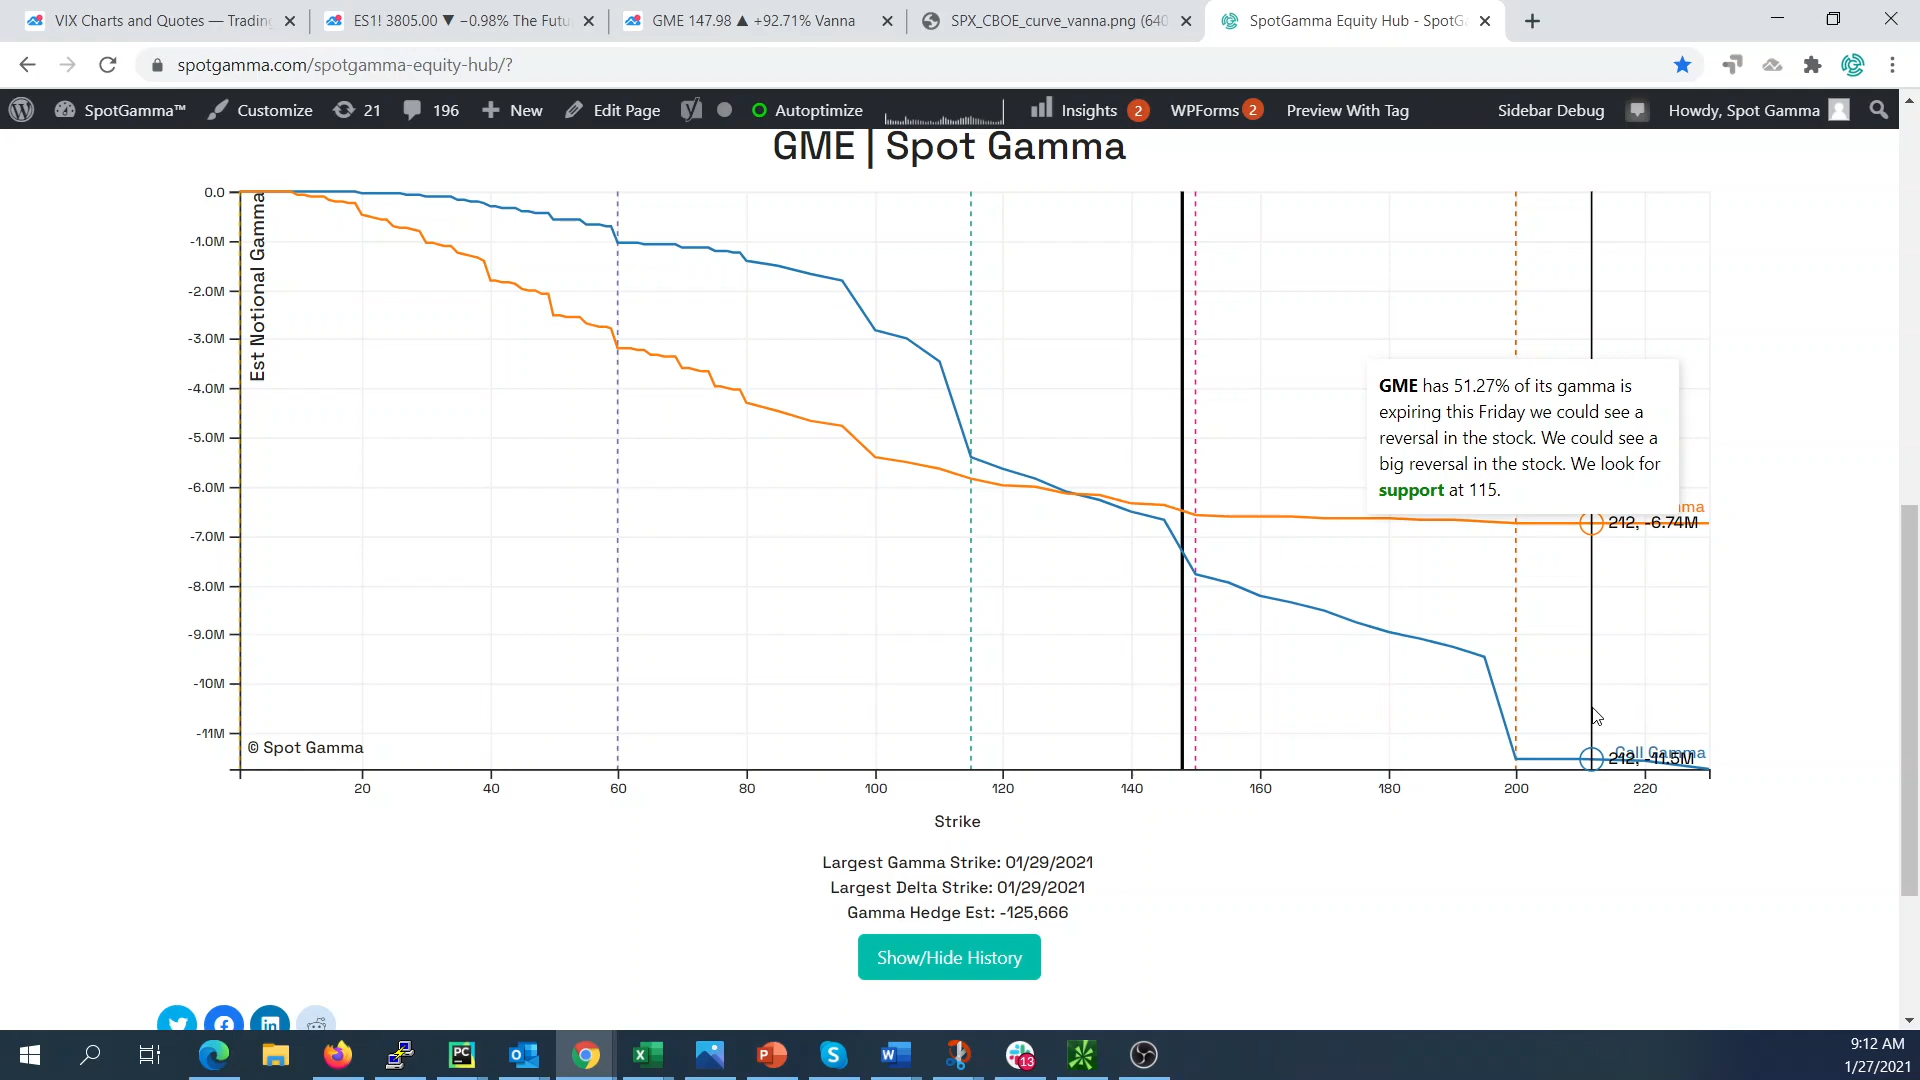 VIX Charts and Quotes — Trading
ES1! 3805.00 ▼ −0.98% The Futu
GME 147.98 ▲ +92.71% Vanna
SPX_CBOE_curve_vanna.png (640
SpotGamma Equity Hub - SpotG
spotgamma.com/spotgamma-equity-hub/?
SpotGamma™
Customize
21
196
New
Edit Page
Autoptimize
Insights 2
WPForms 2
Preview With Tag
Sidebar Debug
Howdy, Spot Gamma
GME | Spot Gamma
Est Notional Gamma
0.0
-1.0M
-2.0M
-3.0M
-4.0M
-5.0M
-6.0M
-7.0M
-8.0M
-9.0M
-10M
-11M
GME has 51.27% of its gamma is
expiring this Friday we could see a
reversal in the stock. We could see a
big reversal in the stock. We look for
support at 115.
mma
212, -6.74M
Call Gamma
212, -11.5M
© Spot Gamma
20 40 60 80 100 120 140 160 180 200 220
Strike
Largest Gamma Strike: 01/29/2021
Largest Delta Strike: 01/29/2021
Gamma Hedge Est: -125,666
Show/Hide History
PC
13
9:12 AM
1/27/2021